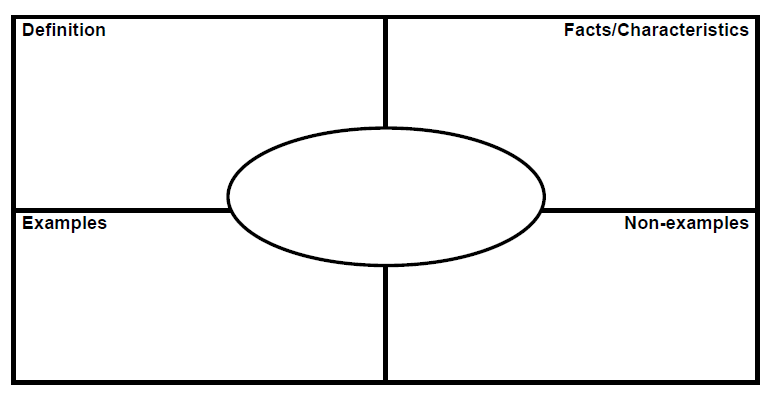 Definition
Facts/Characteristics
Examples
Non-examples